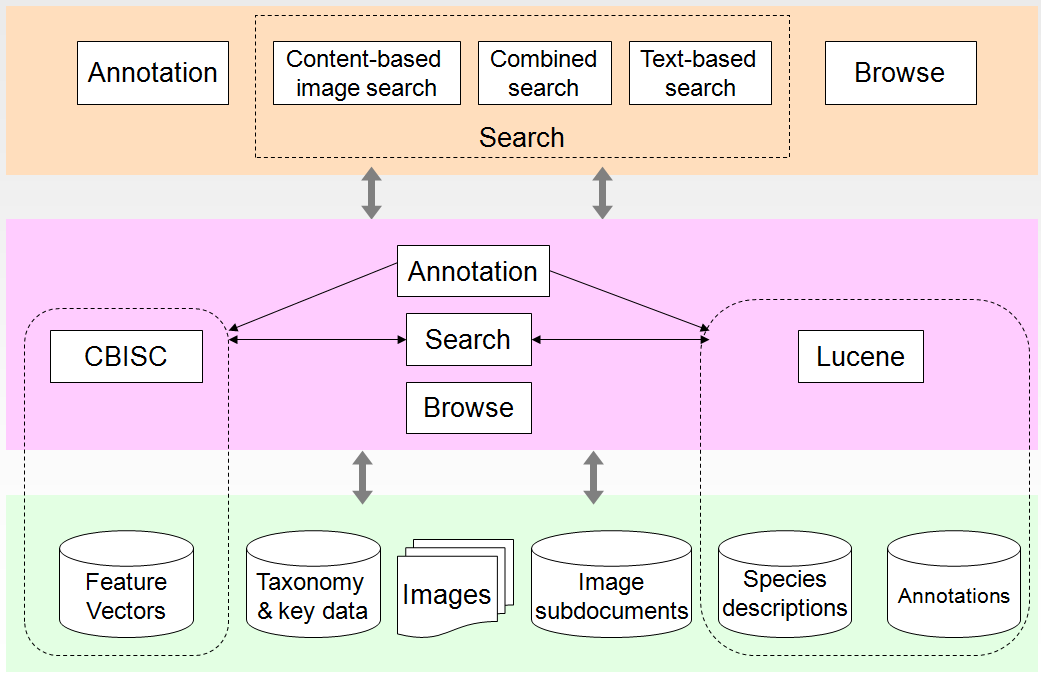 Annotation
Content-based
image search
Combined
search
Text-based
search
Browse
Search
Annotation
Search
Browse
CBISC
Lucene
Feature
Vectors
Taxonomy
& key data
Images
Image
subdocuments
Species
descriptions
Annotations